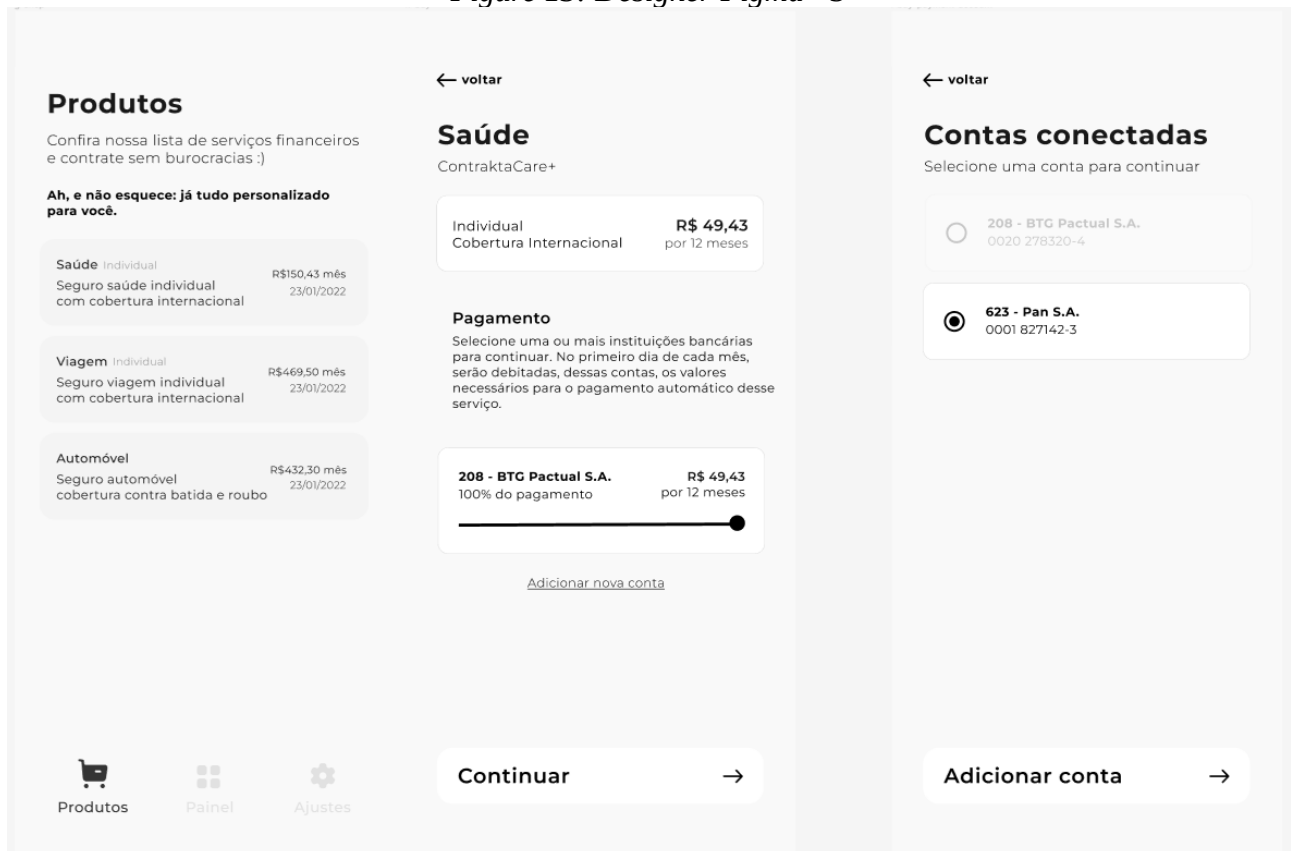 Produtos
Confira nossa lista de serviços financeiros
e contrate sem burocracias :)
Ah, e não esquece: já tudo personalizado
para você.
Saúde Individual
Seguro saúde individual
com cobertura internacional
R$150,43 mês
23/01/2022
Viagem Individual
Seguro viagem individual
com cobertura internacional
R$469,50 mês
23/01/2022
Automóvel
Seguro automóvel
cobertura contra batida e roubo
R$432,30 mês
23/01/2022
Produtos
Painel
Ajustes
voltar
Saúde
ContraktaCare+
Individual
Cobertura Internacional
R$ 49,43
por 12 meses
Pagamento
Selecione uma ou mais instituições bancárias
para continuar. No primeiro dia de cada mês,
serão debitadas, dessas contas, os valores
necessários para o pagamento automático desse
serviço.
208 - BTG Pactual S.A.
100% do pagamento
R$ 49,43
por 12 meses
Adicionar nova conta
Continuar
voltar
Contas conectadas
Selecione uma conta para continuar
208 - BTG Pactual S.A.
0020 278320-4
623 - Pan S.A.
0001 827142-3
Adicionar conta